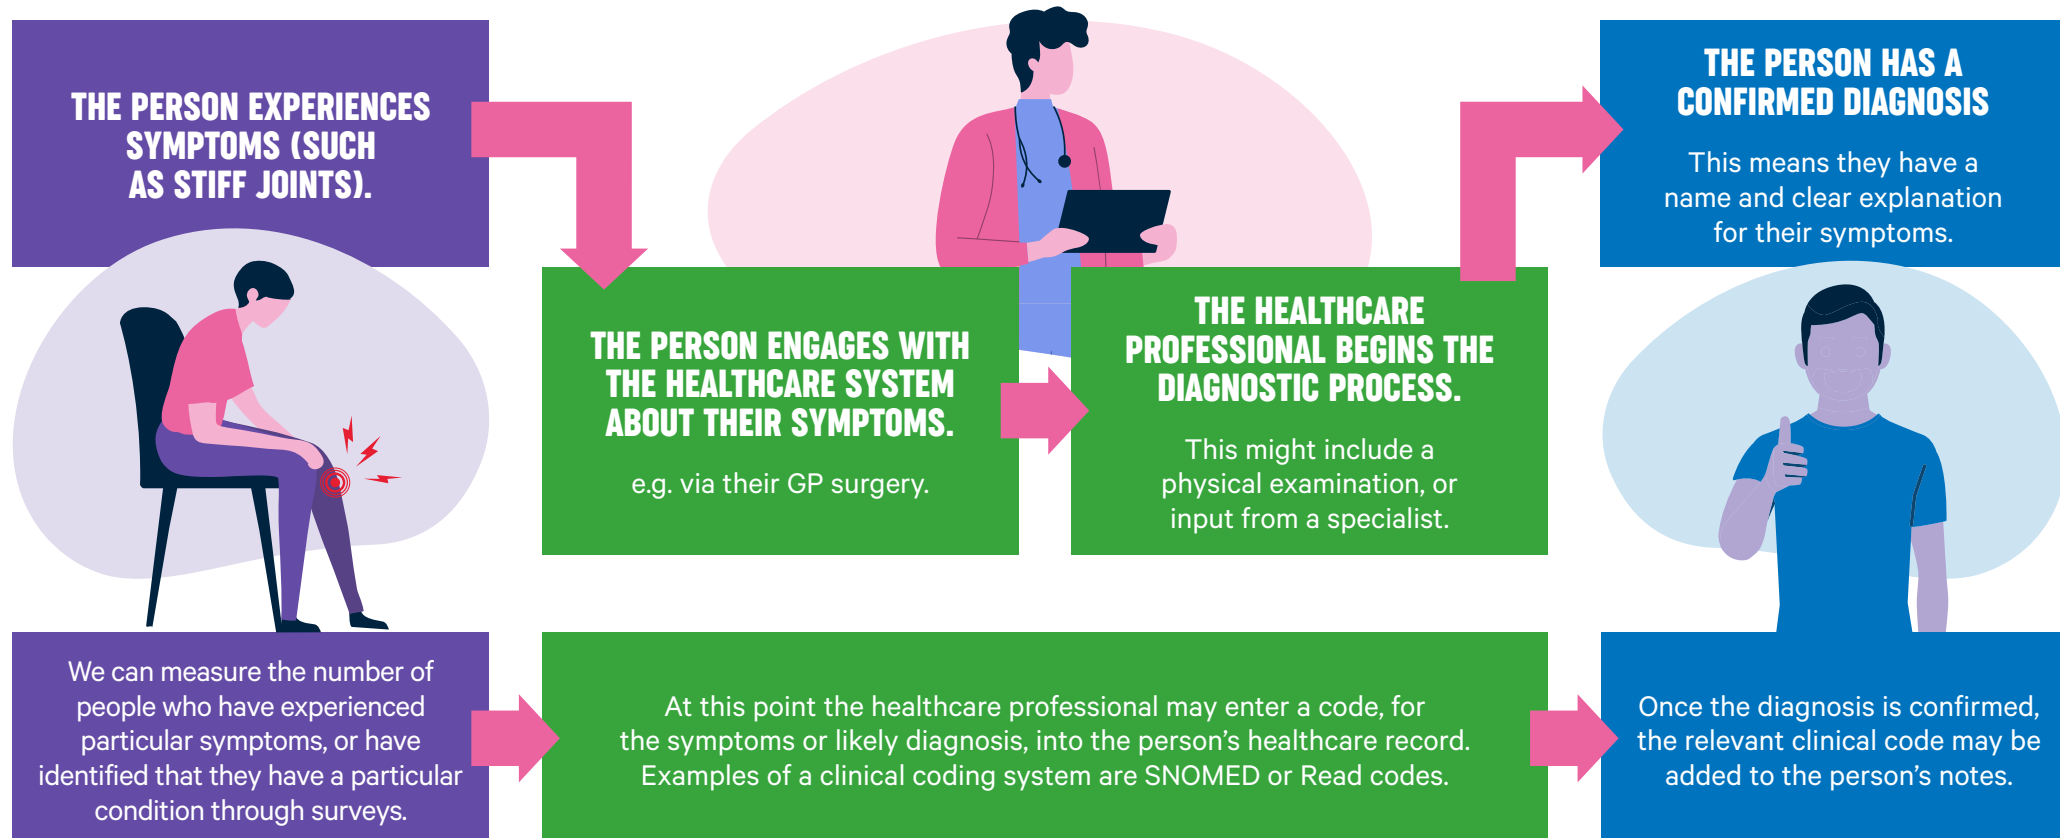 THE PERSON EXPERIENCES
SYMPTOMS (SUCH
AS STIFF JOINTS).
THE PERSON ENGAGES WITH
THE HEALTHCARE SYSTEM
ABOUT THEIR SYMPTOMS.
e.g. via their GP surgery.
THE HEALTHCARE
PROFESSIONAL BEGINS THE
DIAGNOSTIC PROCESS.
This might include a
physical examination, or
input from a specialist.
THE PERSON HAS A
CONFIRMED DIAGNOSIS
This means they have a
name and clear explanation
for their symptoms.
We can measure the number of
people who have experienced
particular symptoms, or have
identified that they have a particular
condition through surveys.
At this point the healthcare professional may enter a code, for
the symptoms or likely diagnosis, into the person’s healthcare record.
Examples of a clinical coding system are SNOMED or Read codes.
Once the diagnosis is confirmed,
the relevant clinical code may be
added to the person’s notes.